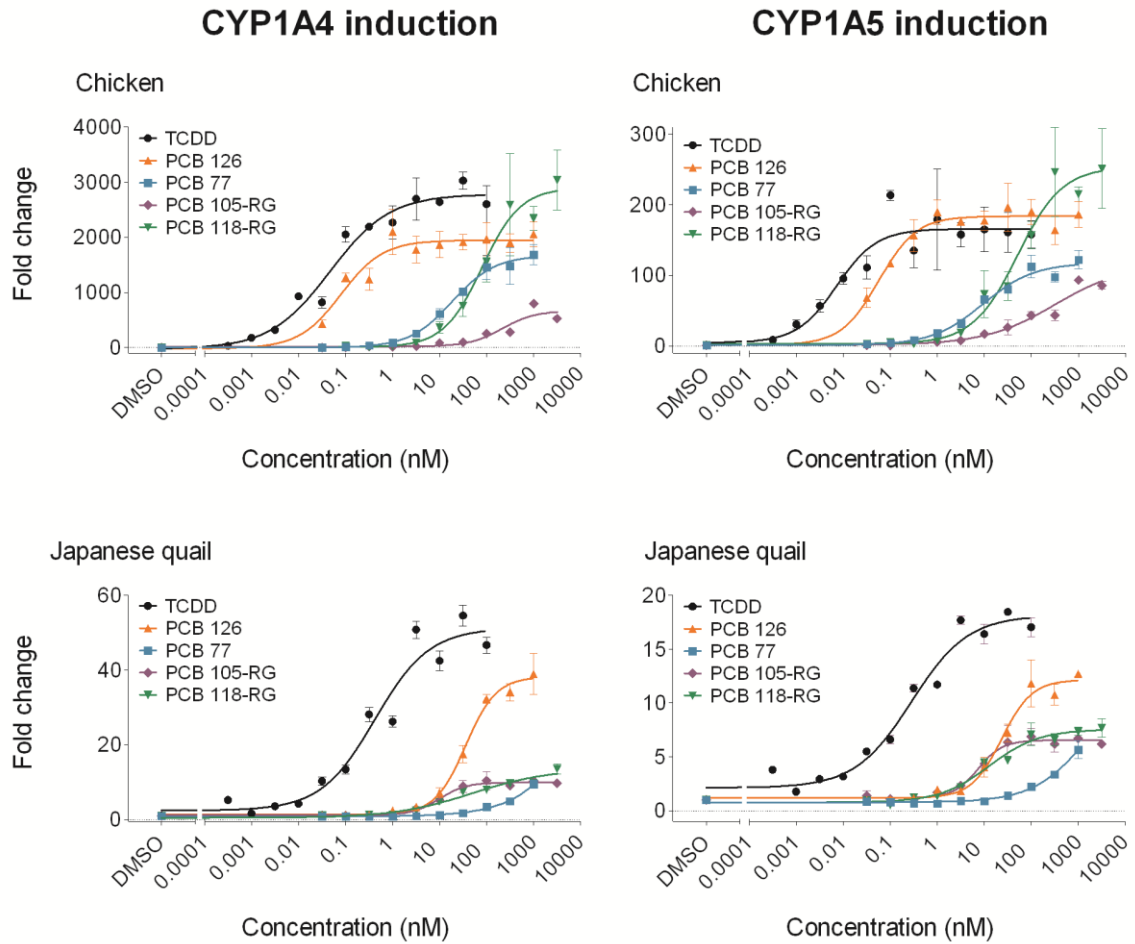 CYP1A4 induction
CYP1A5 induction
Chicken
Fold change
4000
3000
2000
1000
0
TCDD
PCB 126
PCB 77
PCB 105-RG
PCB 118-RG
DMSO
0.0001
0.001
0.01
0.1
1
10
100
1000
10000
Concentration (nM)
Chicken
300
200
100
0
TCDD
PCB 126
PCB 77
PCB 105-RG
PCB 118-RG
DMSO
0.0001
0.001
0.01
0.1
1
10
100
1000
10000
Concentration (nM)
Japanese quail
Fold change
60
40
20
0
TCDD
PCB 126
PCB 77
PCB 105-RG
PCB 118-RG
DMSO
0.0001
0.001
0.01
0.1
1
10
100
1000
10000
Concentration (nM)
Japanese quail
20
15
10
5
0
TCDD
PCB 126
PCB 77
PCB 105-RG
PCB 118-RG
DMSO
0.0001
0.001
0.01
0.1
1
10
100
1000
10000
Concentration (nM)